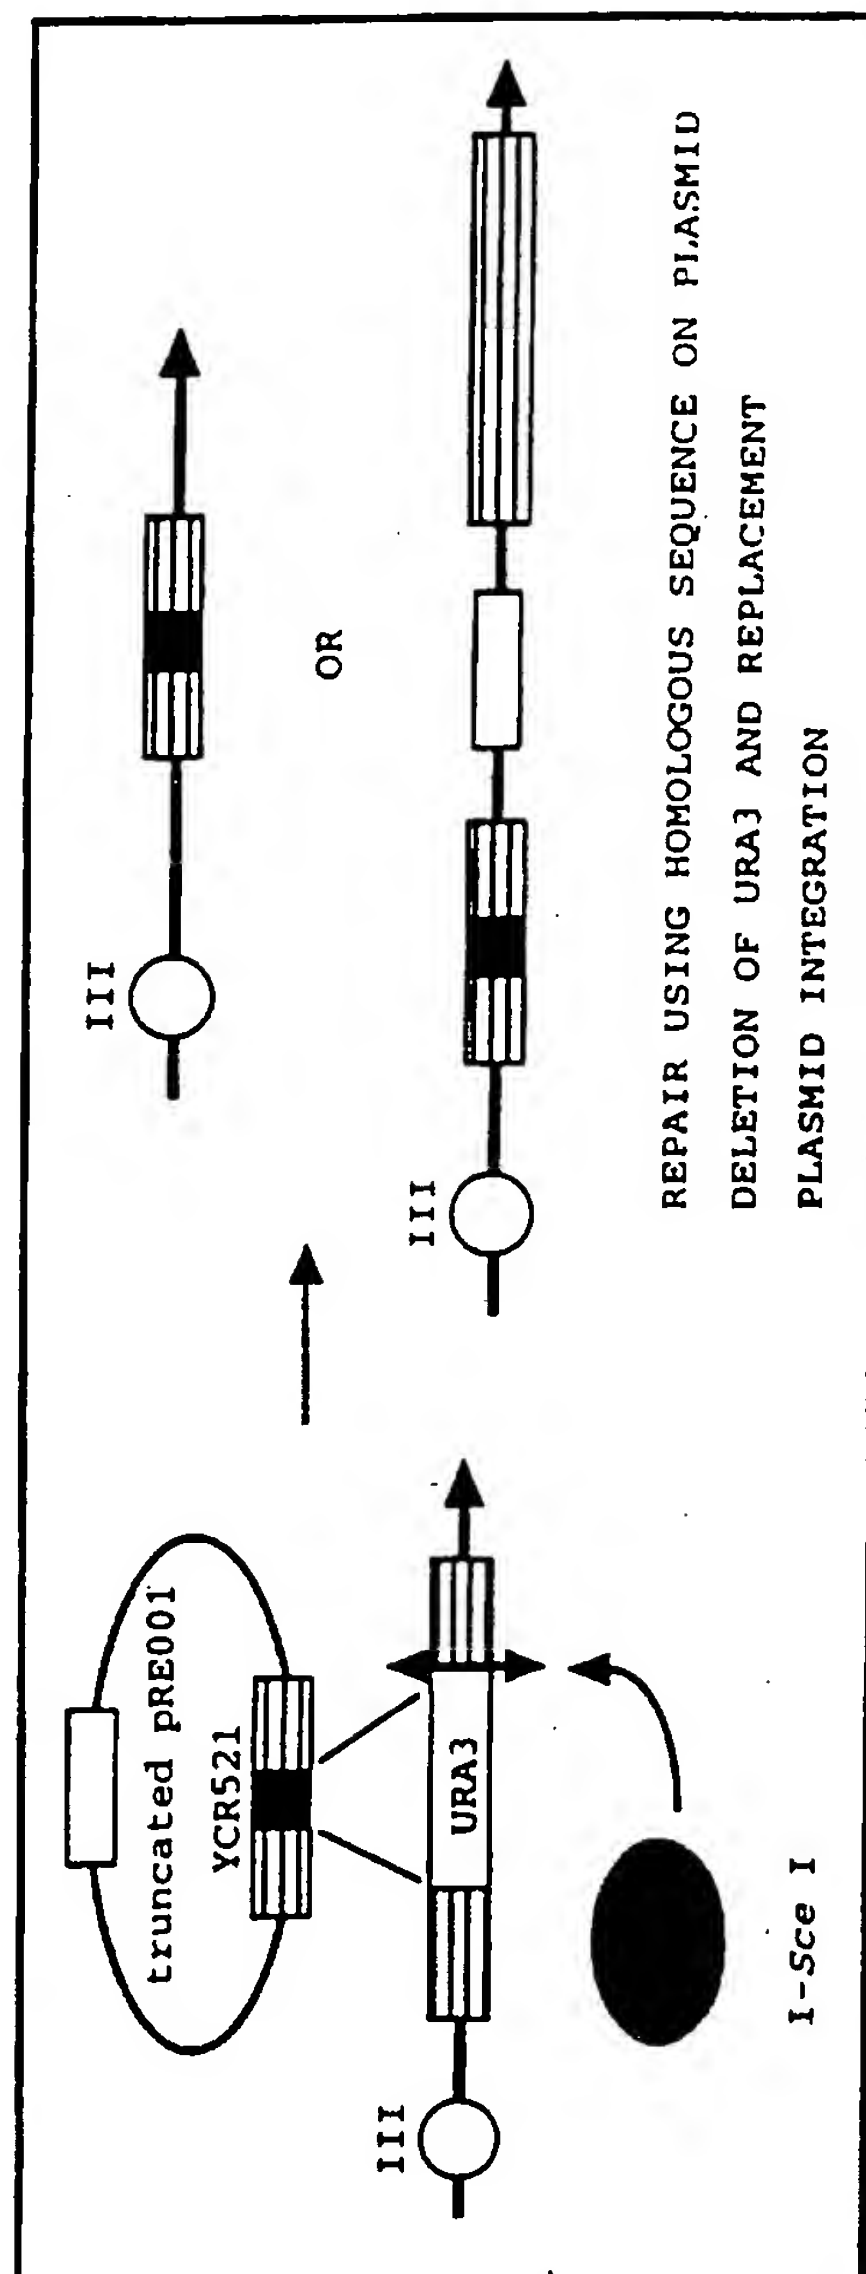 truncated pRE001
YCR521
III
URA3
I-Sce I
III
OR
III
REPAIR USING HOMOLOGOUS SEQUENCE ON PLASMID
DELETION OF URA3 AND REPLACEMENT
PLASMID INTEGRATION